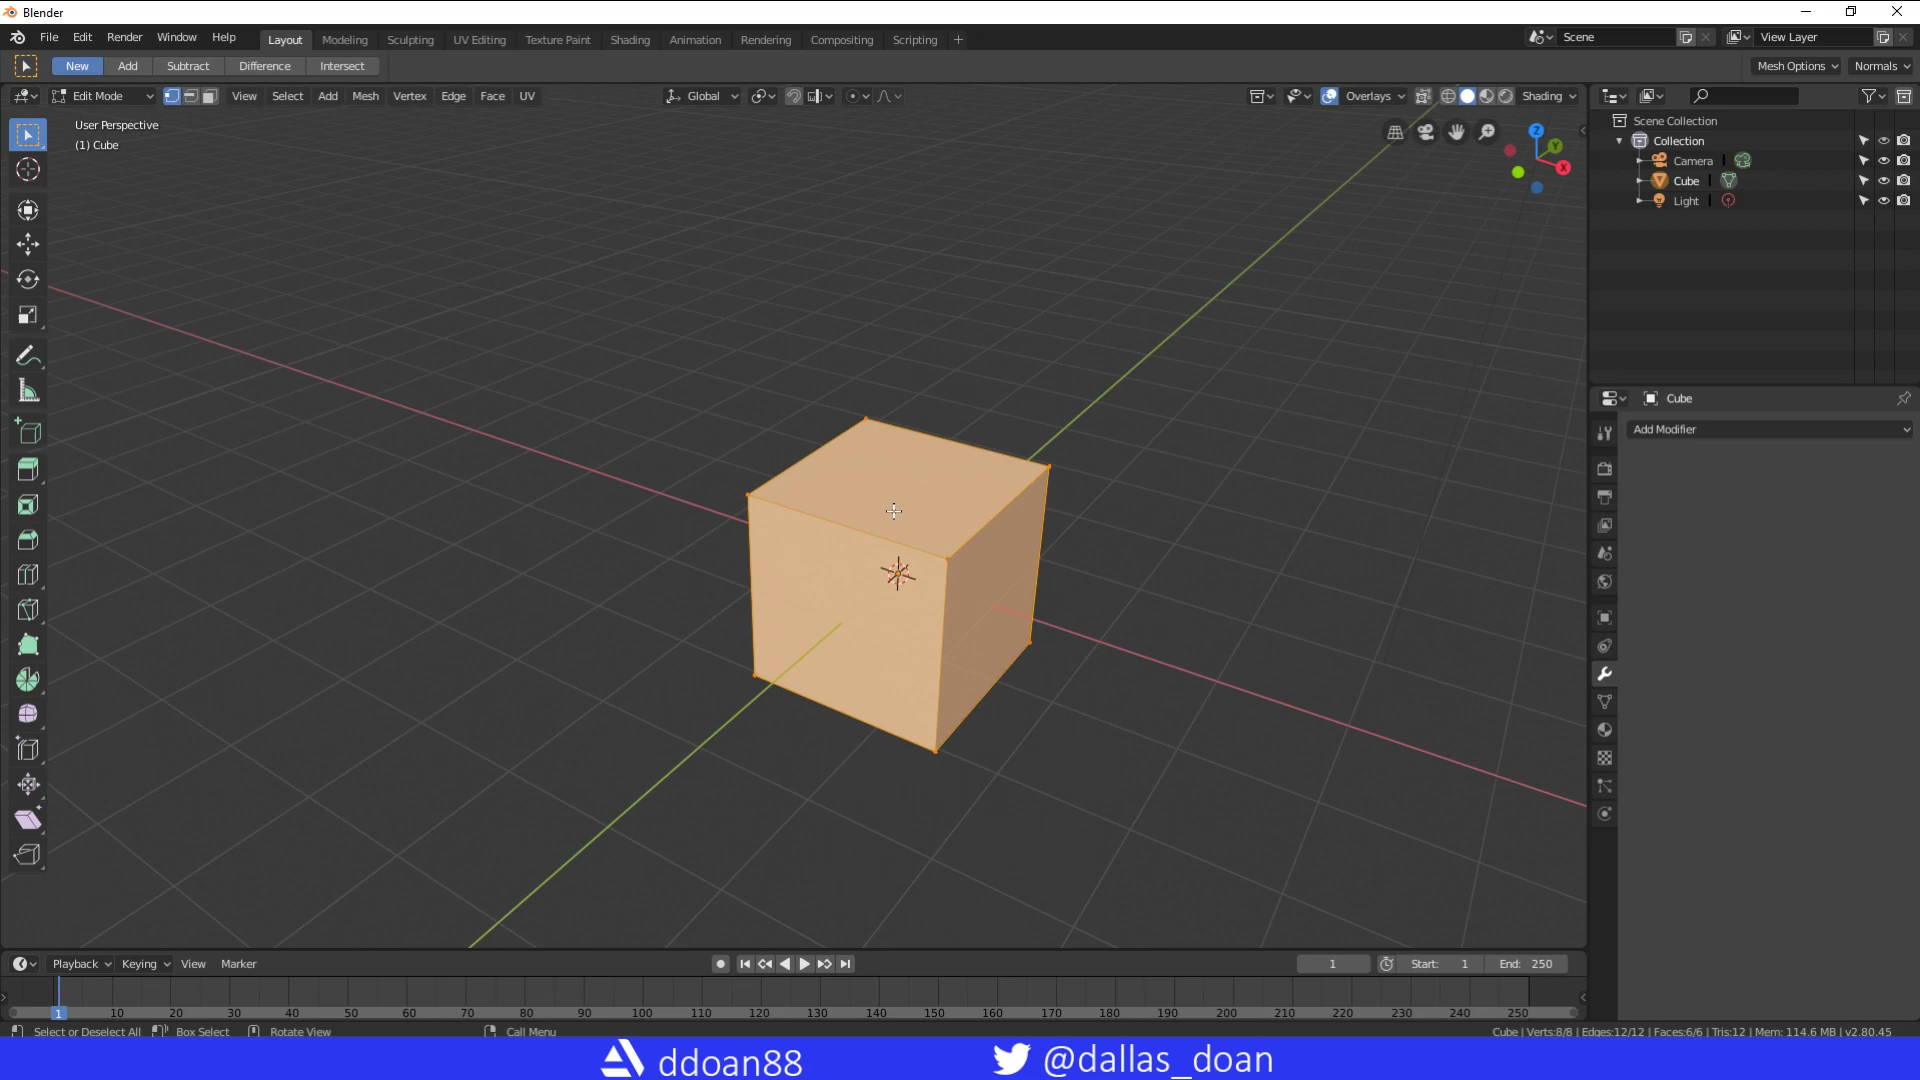 Blender
File Edit Render Window Help Layout Modeling Sculpting UV Editing Texture Paint Shading Animation Rendering Compositing Scripting + Scene View Layer
New Add Subtract Difference Intersect Mesh Options Normals
Edit Mode View Select Add Mesh Vertex Edge Face UV Global Overlays Shading
User Perspective
(1) Cube
Z
Y
X
Scene Collection
Collection
Camera
Cube
Light
Cube
Add Modifier
Playback Keying View Marker 1 Start: 1 End: 250
1 10 20 30 40 50 60 70 80 90 100 110 120 130 140 150 160 170 180 190 200 210 220 230 240 250
Select or Deselect All Box Select Rotate View Call Menu Cube | Verts:8/8 | Edges:12/12 | Faces:6/6 | Tris:12 | Mem: 114.6 MB | v2.80.45
ddoan88 @dallas_doan